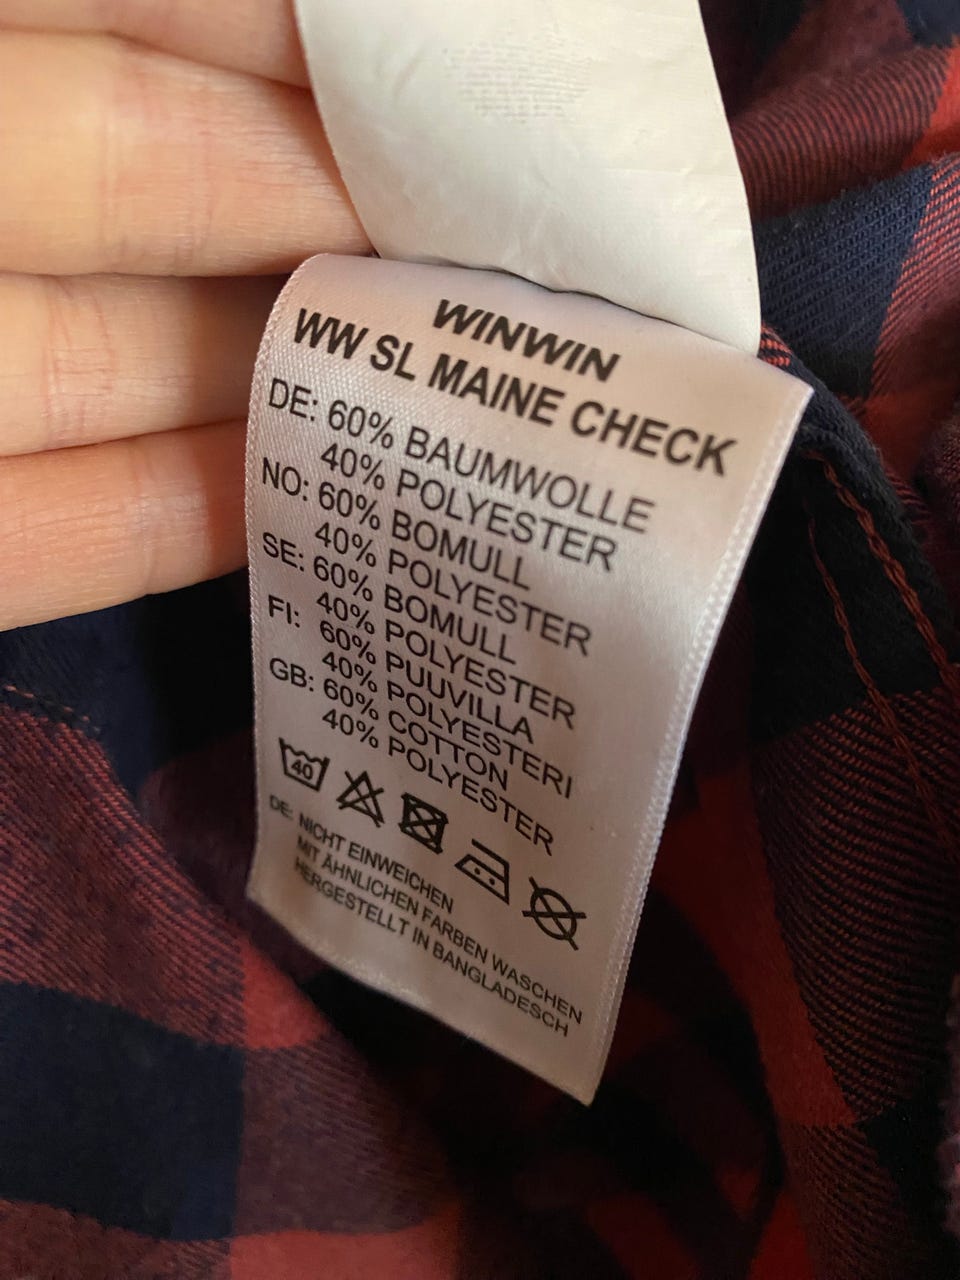 WINWIN
WW SL MAINE CHECK
DE: 60% BAUMWOLLE
40% POLYESTER
NO: 60% BOMULL
40% POLYESTER
SE: 60% BOMULL
40% POLYESTER
FI: 60% PUUVILLA
40% POLYESTERI
GB: 60% COTTON
40% POLYESTER
40
DE: NICHT EINWEICHEN
MIT ÄHNLICHEN FARBEN WASCHEN
HERGESTELLT IN BANGLADESCH